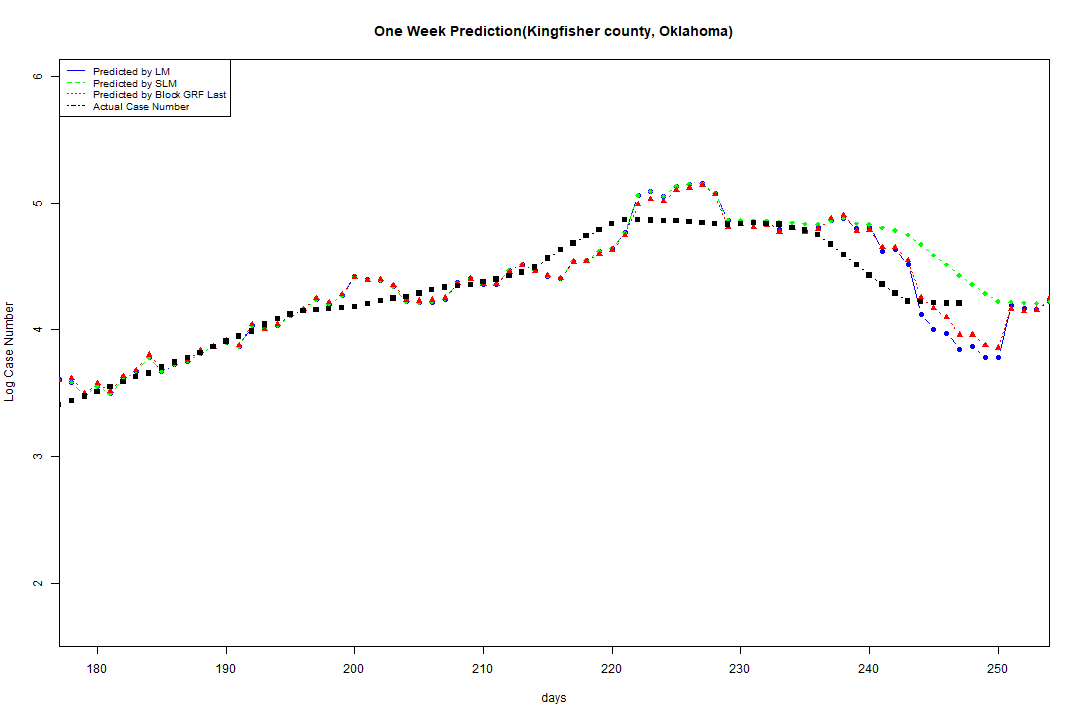 One Week Prediction(Kingfisher county, Oklahoma)
Predicted by LM
Predicted by SLM
Predicted by Block GRF Last
Actual Case Number
6
5
4
3
2
Log Case Number
180 190 200 210 220 230 240 250
days